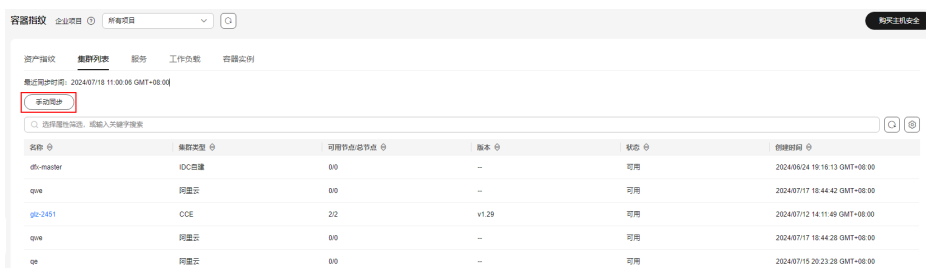 容器指纹 企业项目 所有项目 购买主机安全
资产指纹 集群列表 服务 工作负载 容器实例
最近同步时间：2024/07/18 11:00:06 GMT+08:00
手动同步
选择属性筛选，或输入关键字搜索
名称 集群类型 可用节点/总节点 版本 状态 创建时间
dfx-master IDC自建 0/0 -- 可用 2024/06/24 19:16:13 GMT+08:00
qwe 阿里云 0/0 -- 可用 2024/07/17 18:44:42 GMT+08:00
glz-2451 CCE 2/2 v1.29 可用 2024/07/12 14:11:49 GMT+08:00
qwe 阿里云 0/0 -- 可用 2024/07/17 18:44:28 GMT+08:00
qe 阿里云 0/0 -- 可用 2024/07/15 20:23:28 GMT+08:00